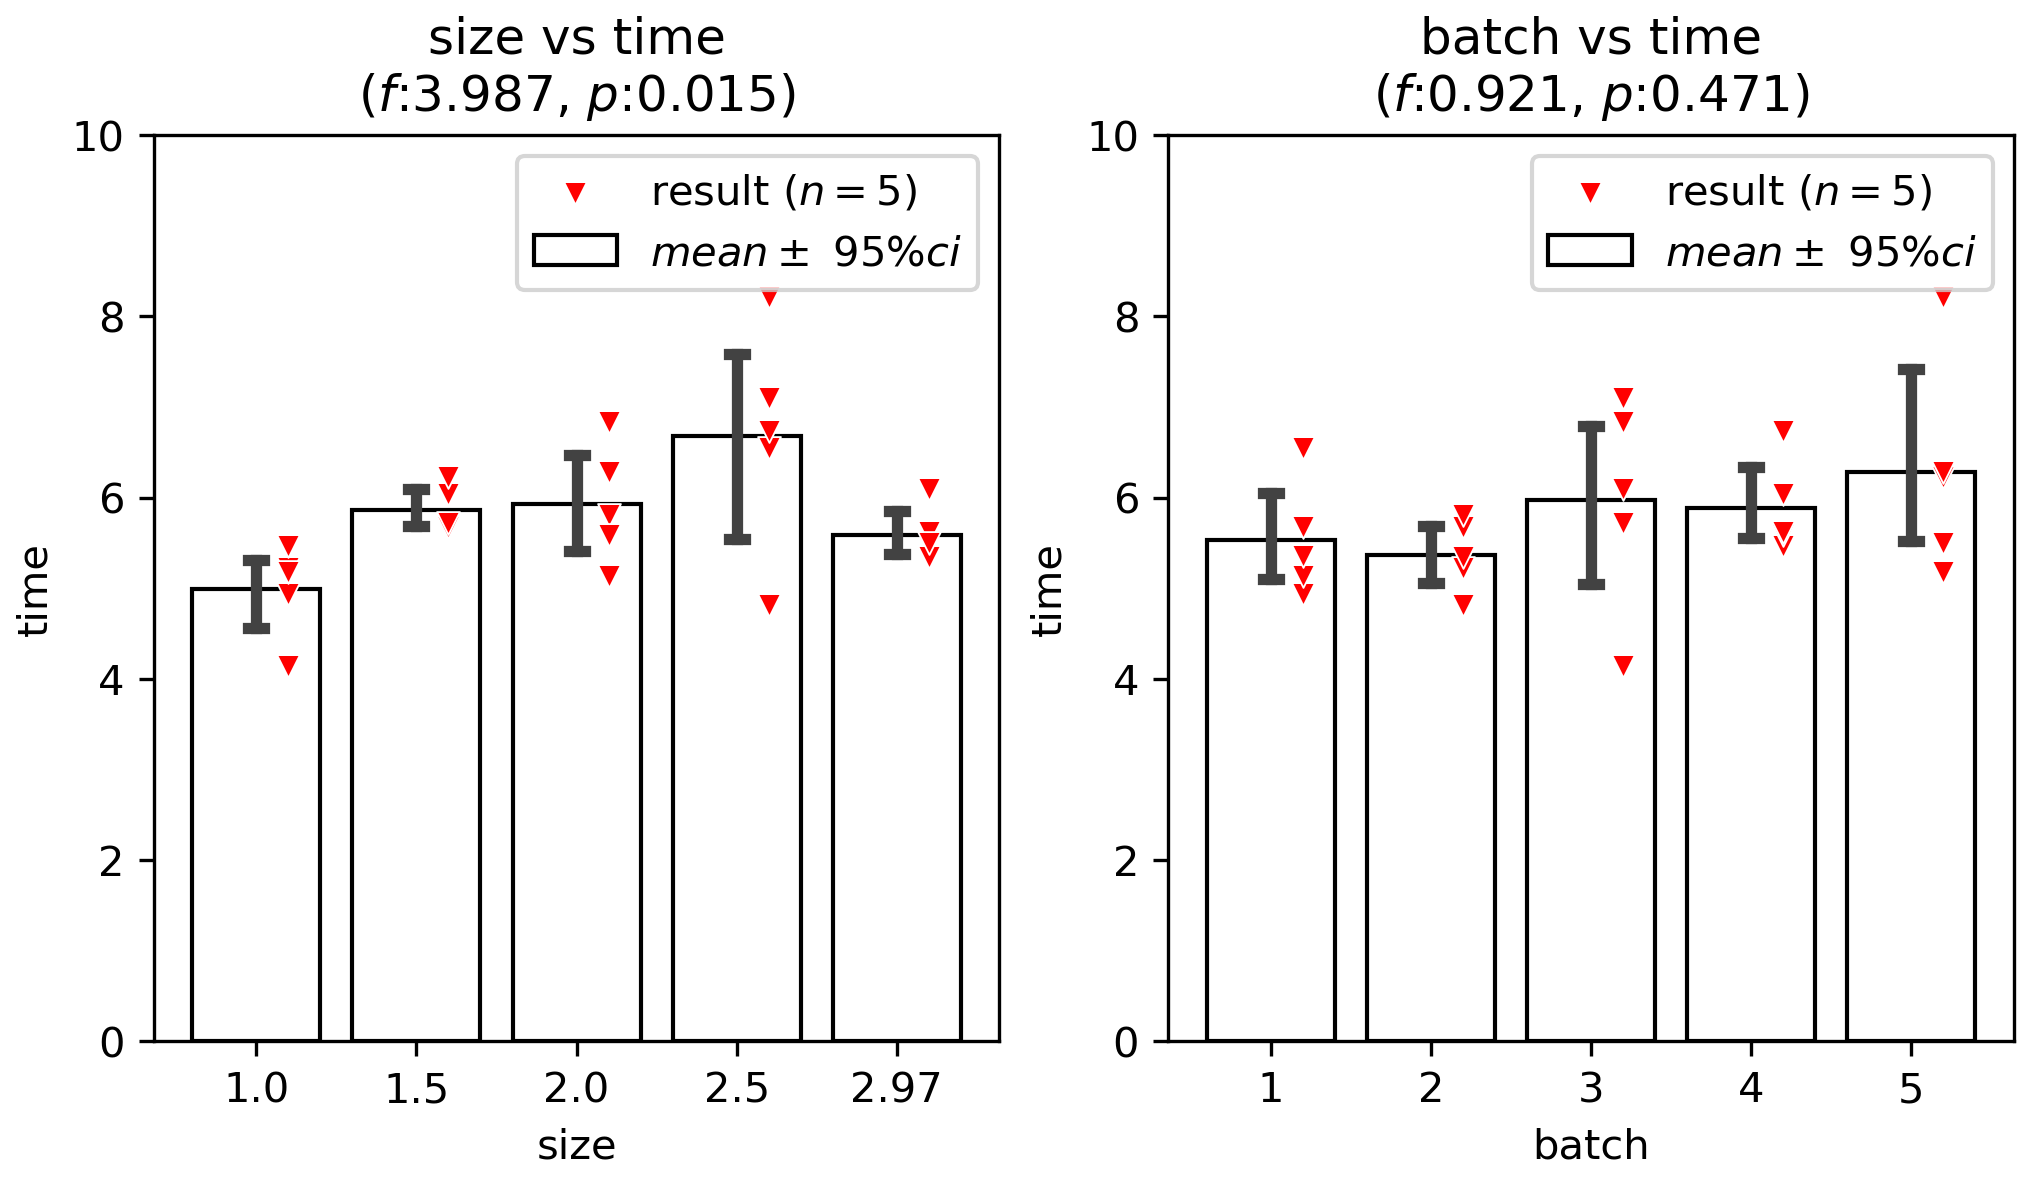 size vs time
(f:3.987, p:0.015)
10
8
6
4
2
0
time
result (n = 5)
mean ± 95%ci
1.0 1.5 2.0 2.5 2.97
size
batch vs time
(f:0.921, p:0.471)
10
8
6
4
2
0
time
result (n = 5)
mean ± 95%ci
1 2 3 4 5
batch